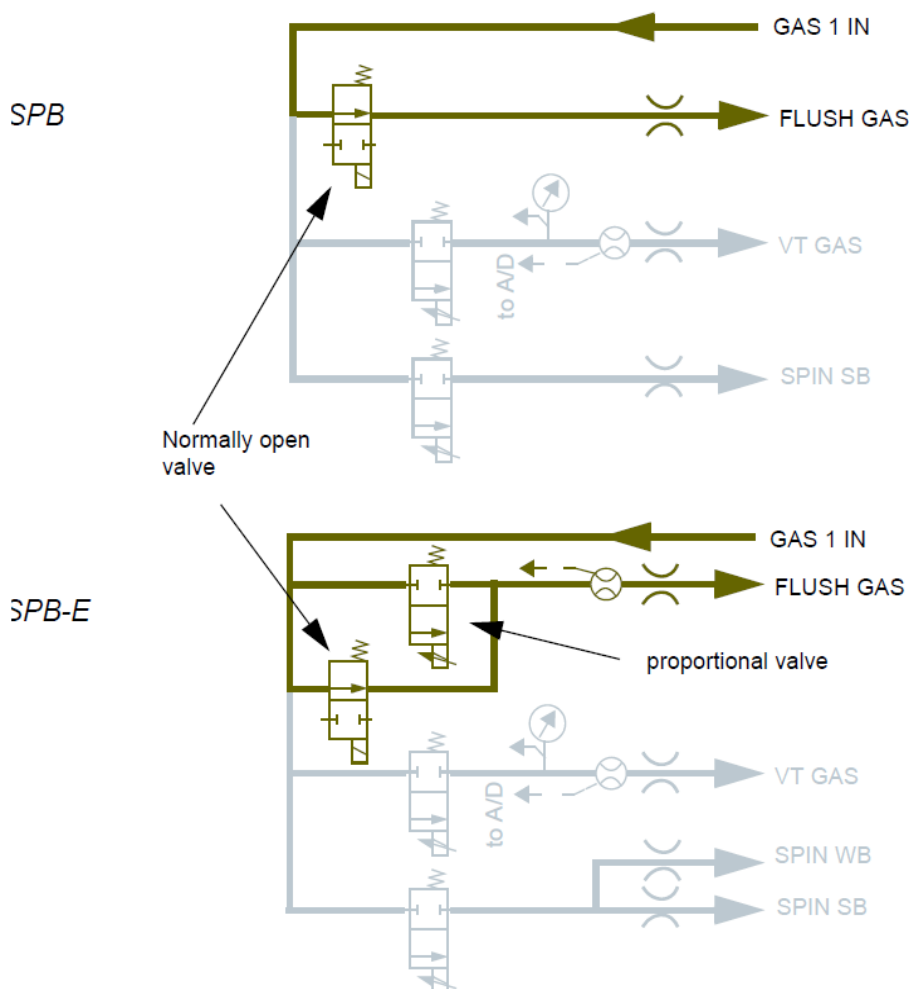 GAS 1 IN
SPB
FLUSH GAS
VT GAS
to A/D
SPIN SB
Normally open
valve
GAS 1 IN
FLUSH GAS
SPB-E
proportional valve
VT GAS
to A/D
SPIN WB
SPIN SB